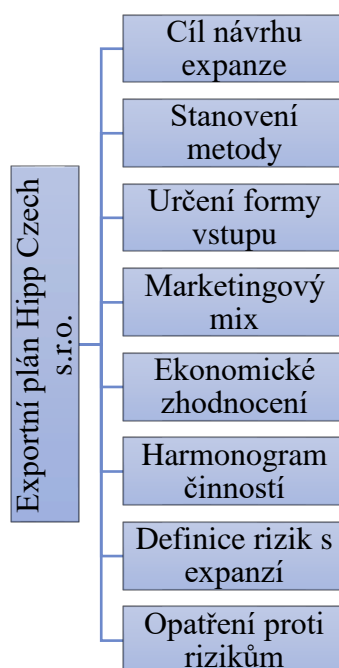 Exportní plán Hipp Czech
s.r.o.
Cíl návrhu
expanze
Stanovení
metody
Určení formy
vstupu
Marketingový
mix
Ekonomické
zhodnocení
Harmonogram
činností
Definice rizik s
expanzí
Opatření proti
rizikům